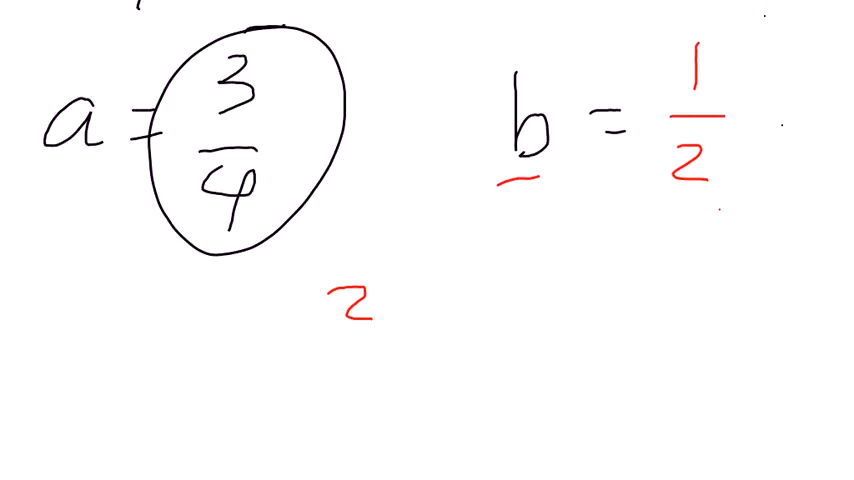 a = 3/4 b = 1/2
2